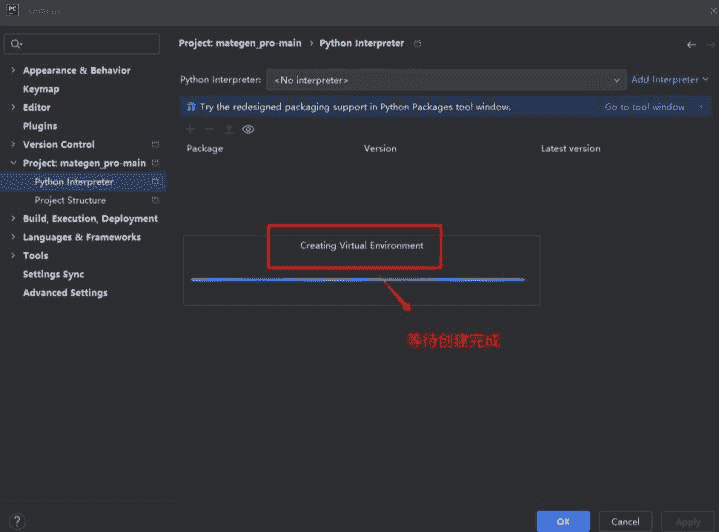 PC
Project: mategen_pro-main > Python Interpreter
Python Interpreter: <No interpreter> Add Interpreter
Try the redesigned packaging support in Python Packages tool window. Go to tool window
Package Version Latest version
Appearance & Behavior
Keymap
Editor
Plugins
Version Control
Project: mategen_pro-main
Python Interpreter
Project Structure
Build, Execution, Deployment
Languages & Frameworks
Tools
Settings Sync
Advanced Settings
Creating Virtual Environment
等待创建完成
?
OK Cancel Apply